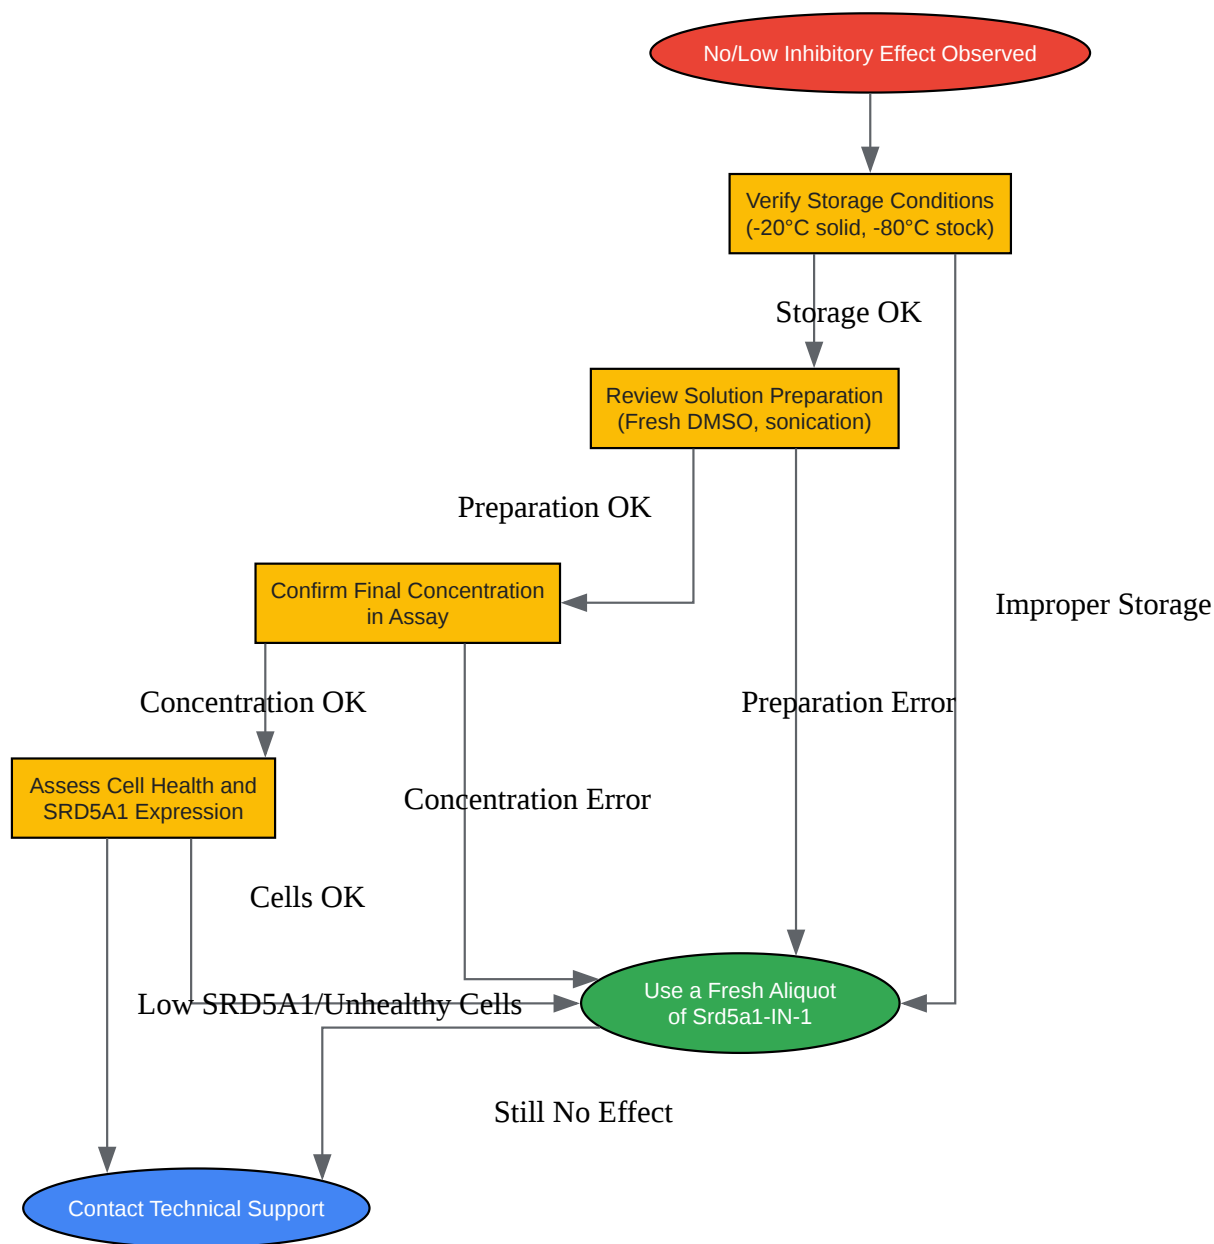 No/Low Inhibitory Effect Observed
Verify Storage Conditions
(-20°C solid, -80°C stock)
Storage OK
Review Solution Preparation
(Fresh DMSO, sonication)
Preparation OK
Confirm Final Concentration
in Assay
Improper Storage
Concentration OK
Preparation Error
Assess Cell Health and
SRD5A1 Expression
Concentration Error
Cells OK
Use a Fresh Aliquot
of Srd5a1-IN-1
Low SRD5A1/Unhealthy Cells
Still No Effect
Contact Technical Support